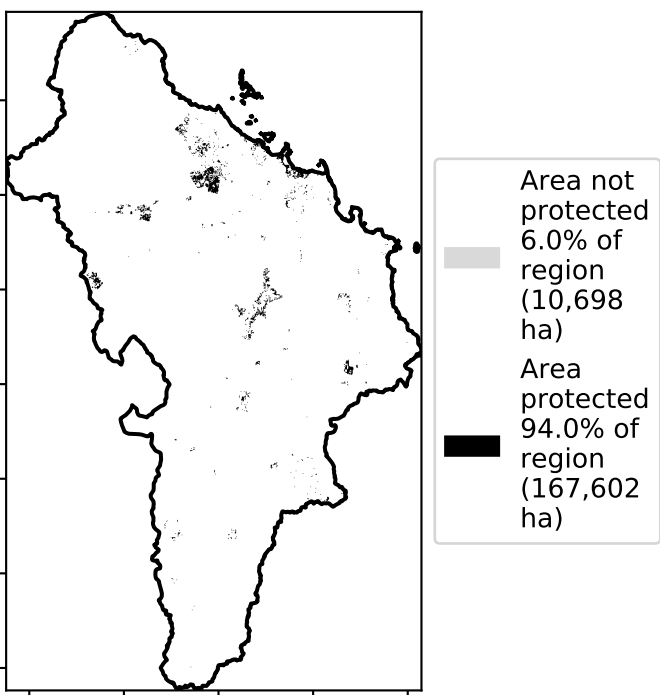 Area not
protected
6.0% of
region
(10,698
ha)
Area
protected
94.0% of
region
(167,602
ha)